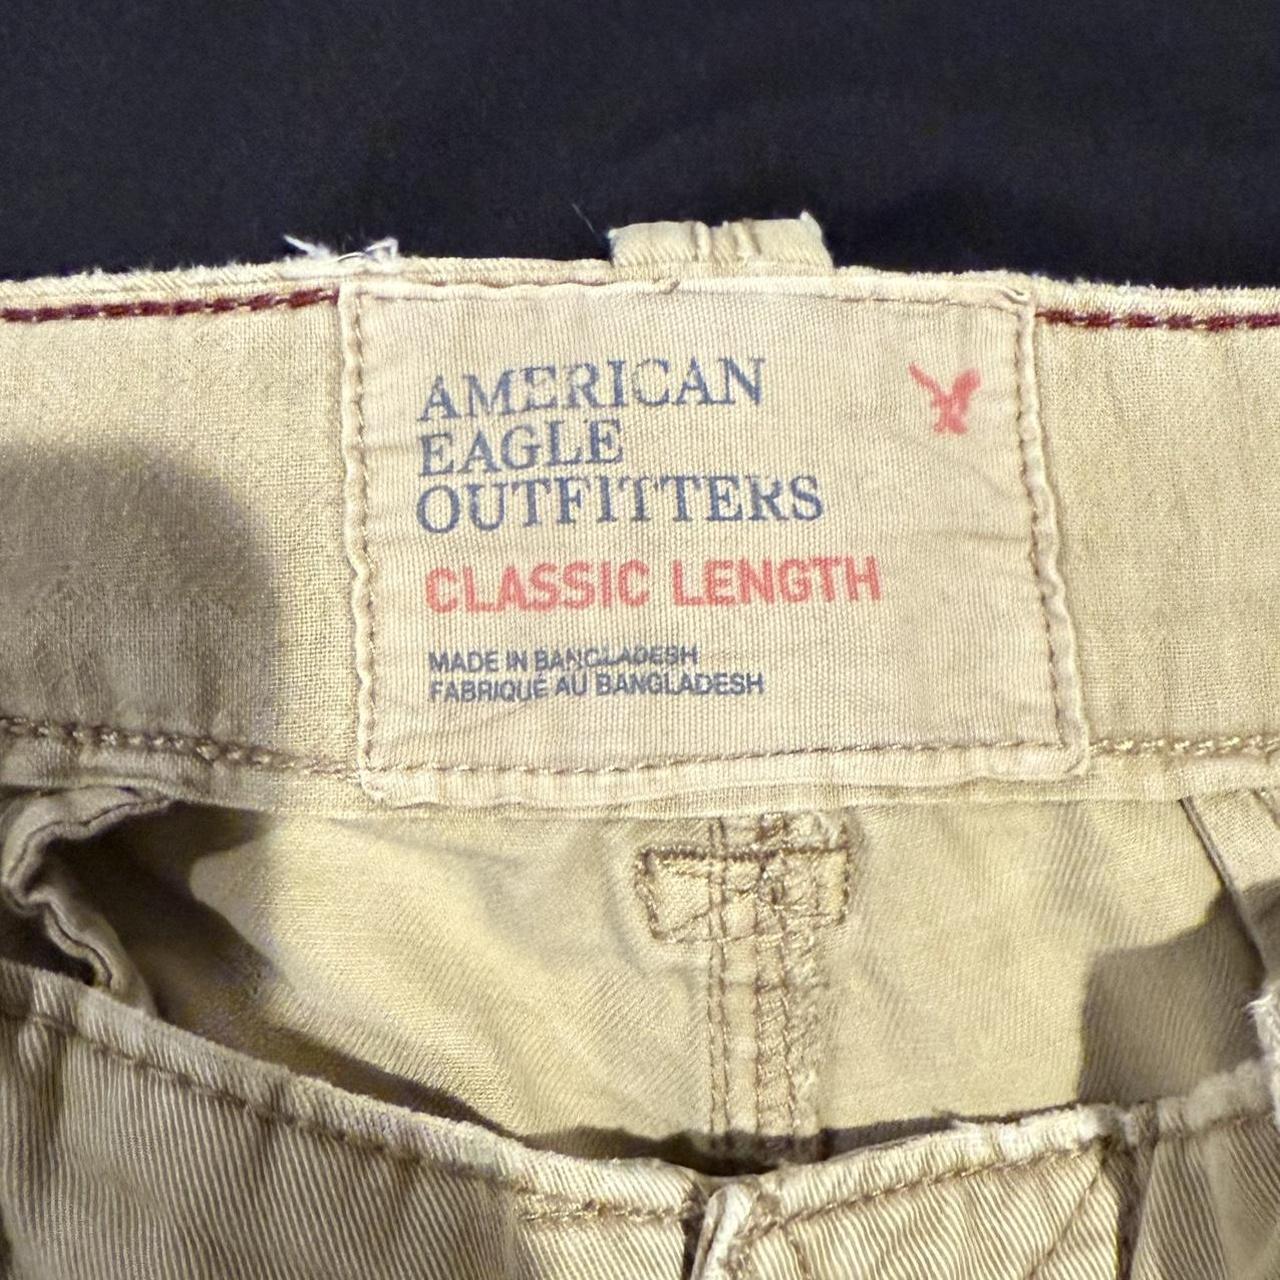 AMERICAN
EAGLE
OUTFITTERS
CLASSIC LENGTH
MADE IN BANGLADESH
FABRIQUÉ AU BANGLADESH